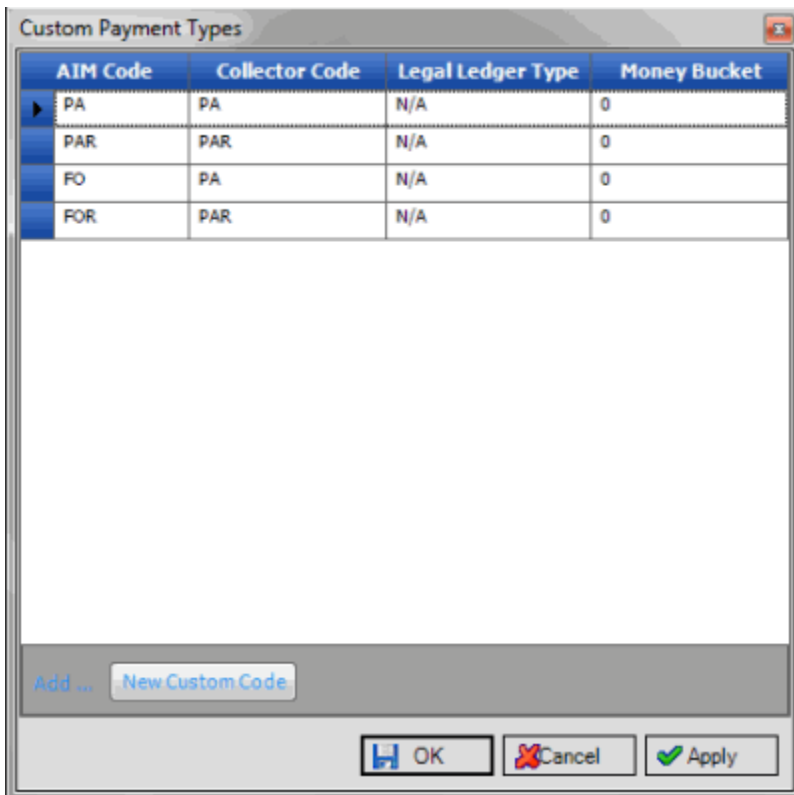 Custom Payment Types
AIM Code Collector Code Legal Ledger Type Money Bucket
PA PA N/A 0
PAR PAR N/A 0
FO PA N/A 0
FOR PAR N/A 0
Add ... New Custom Code
OK Cancel Apply